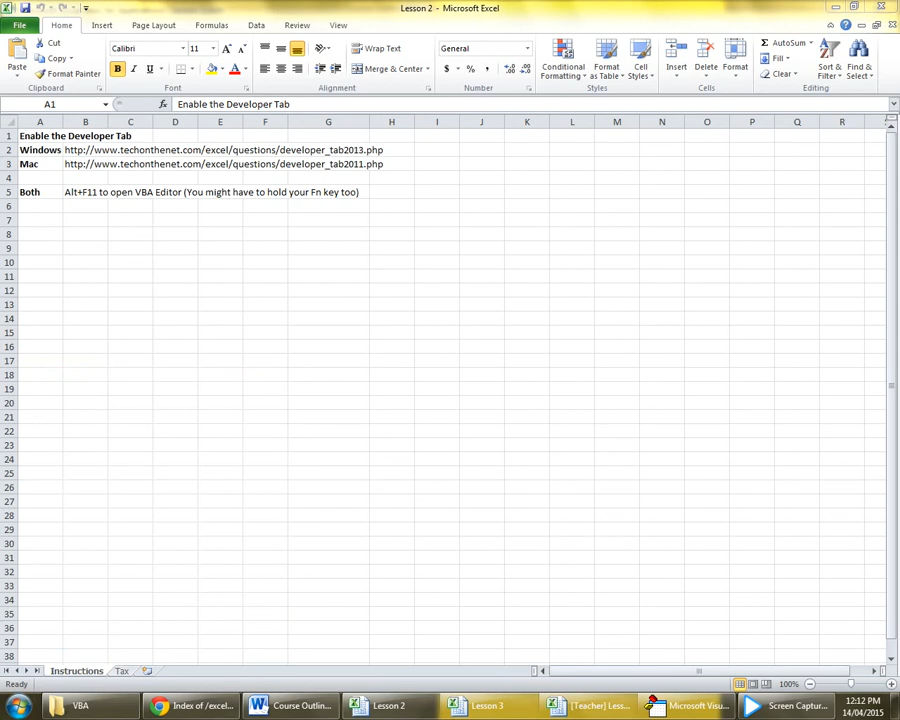 Lesson 2 - Microsoft Excel
File Home Insert Page Layout Formulas Data Review View
Paste Cut Copy Format Painter Clipboard
Calibri 11 B I U A A A Font
Wrap Text Merge & Center Alignment
General $ % , Number
Conditional Formatting Format as Table Cell Styles Styles
Insert Delete Format Cells
AutoSum Fill Clear Sort & Filter Find & Select Editing
A1 fx Enable the Developer Tab
A B C D E F G H I J K L M N O P Q R
1 Enable the Developer Tab
2 Windows http://www.techonthenet.com/excel/questions/developer_tab2013.php
3 Mac http://www.techonthenet.com/excel/questions/developer_tab2011.php
4
5 Both Alt+F11 to open VBA Editor (You might have to hold your Fn key too)
6
7
8
9
10
11
12
13
14
15
16
17
18
19
20
21
22
23
24
25
26
27
28
29
30
31
32
33
34
35
36
37
38
Instructions Tax
Ready 100%
VBA Index of /excel... Course Outlin... Lesson 2 Lesson 3 [Teacher] Less... Microsoft Visu... Screen Captur... 12:12 PM
14/04/2015